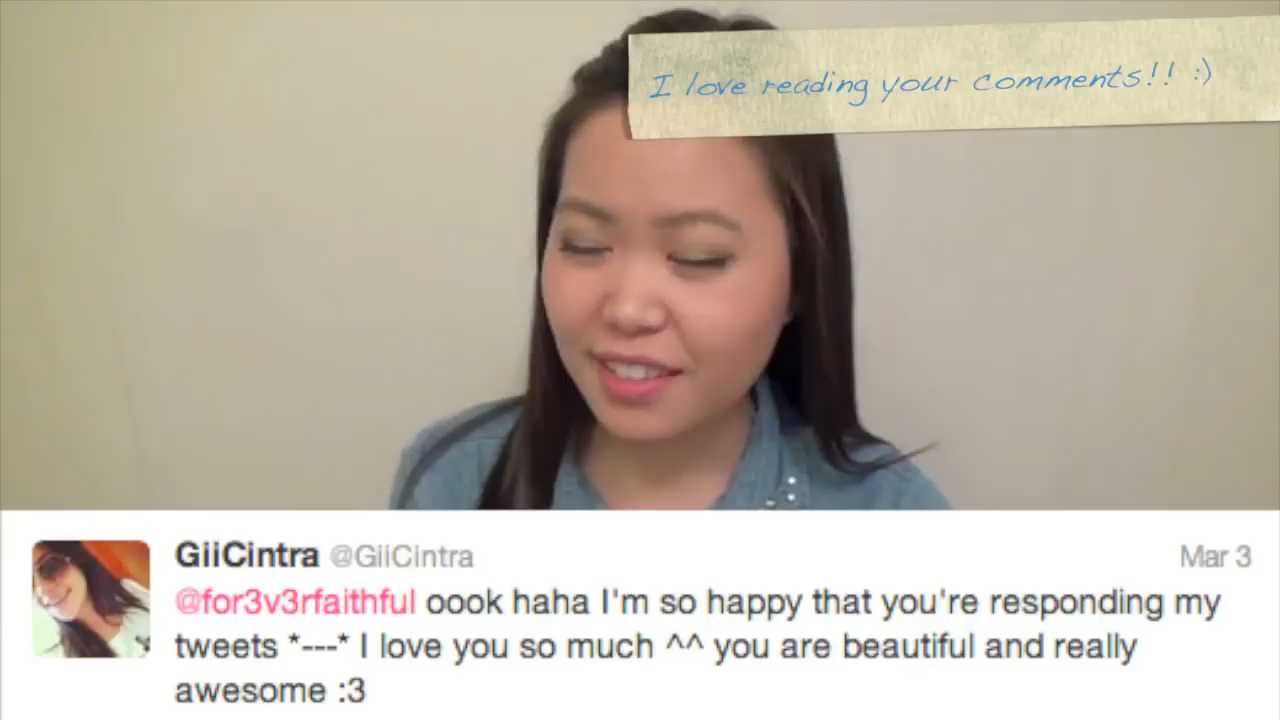 I love reading your comments!! :)
GiiCintra @GiiCintra Mar 3
@for3v3rfaithful oook haha I'm so happy that you're responding my
tweets *---* I love you so much ^^ you are beautiful and really
awesome :3